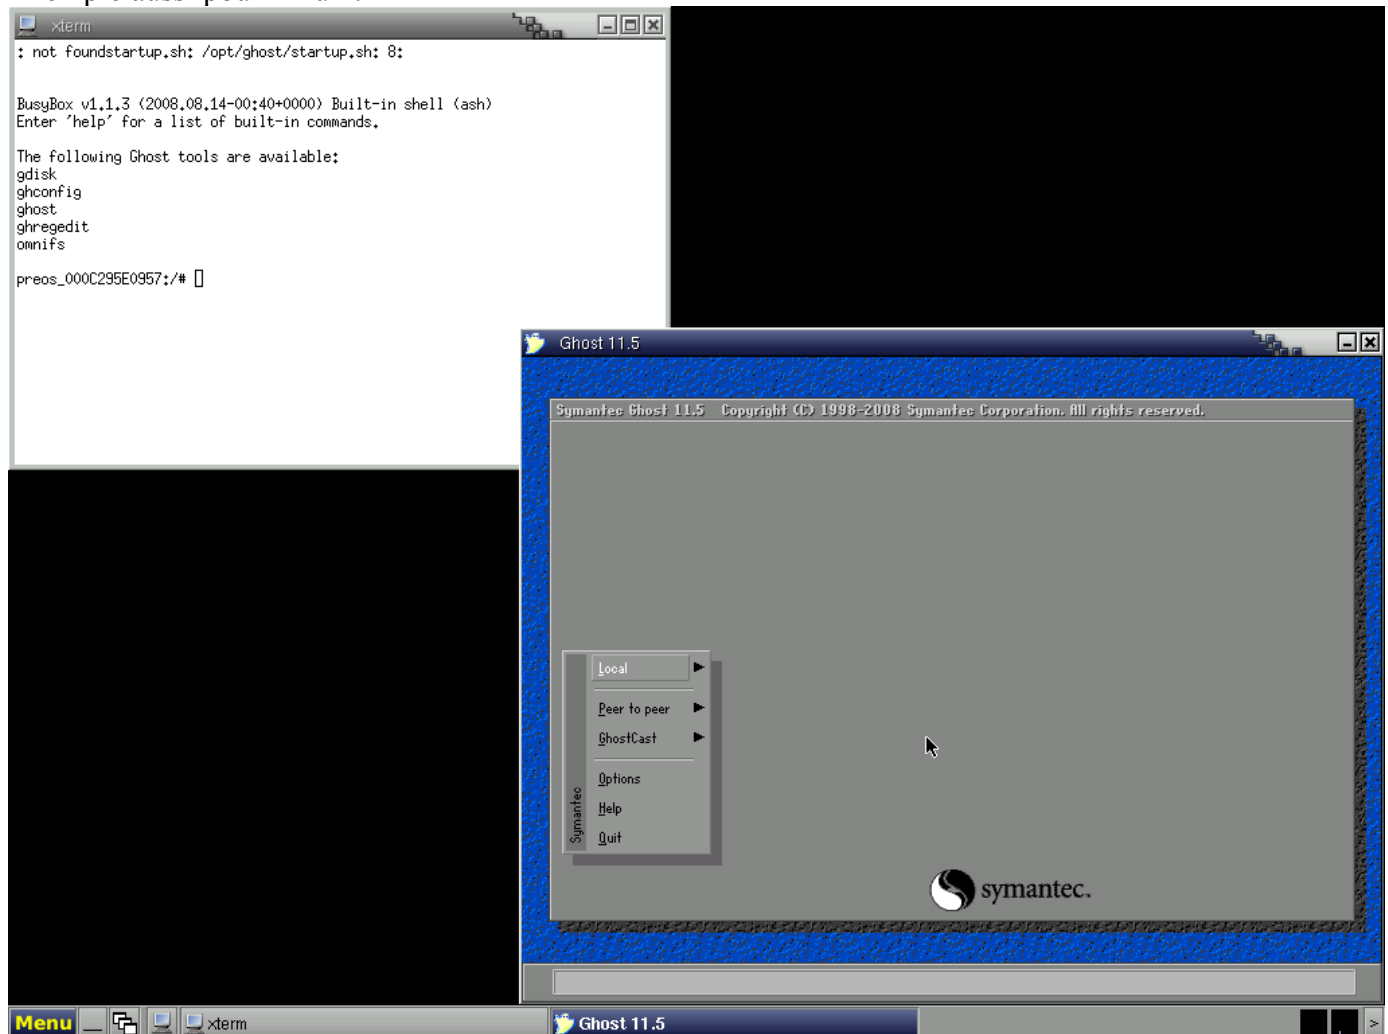 xterm
: not foundstartup.sh: /opt/ghost/startup.sh: 8:
BusyBox v1.1.3 (2008.08.14-00:40+0000) Built-in shell (ash)
Enter 'help' for a list of built-in commands.
The following Ghost tools are available:
gdisk
ghconfig
ghost
ghregedit
omnifs
preos_000C295E0957:/#
Ghost 11.5
Symantec Ghost 11.5 Copyright (C) 1998-2008 Symantec Corporation. All rights reserved.
Local
Peer to peer
GhostCast
Options
Help
Quit
Symantec
symantec.
Menu
xterm
Ghost 11.5
>